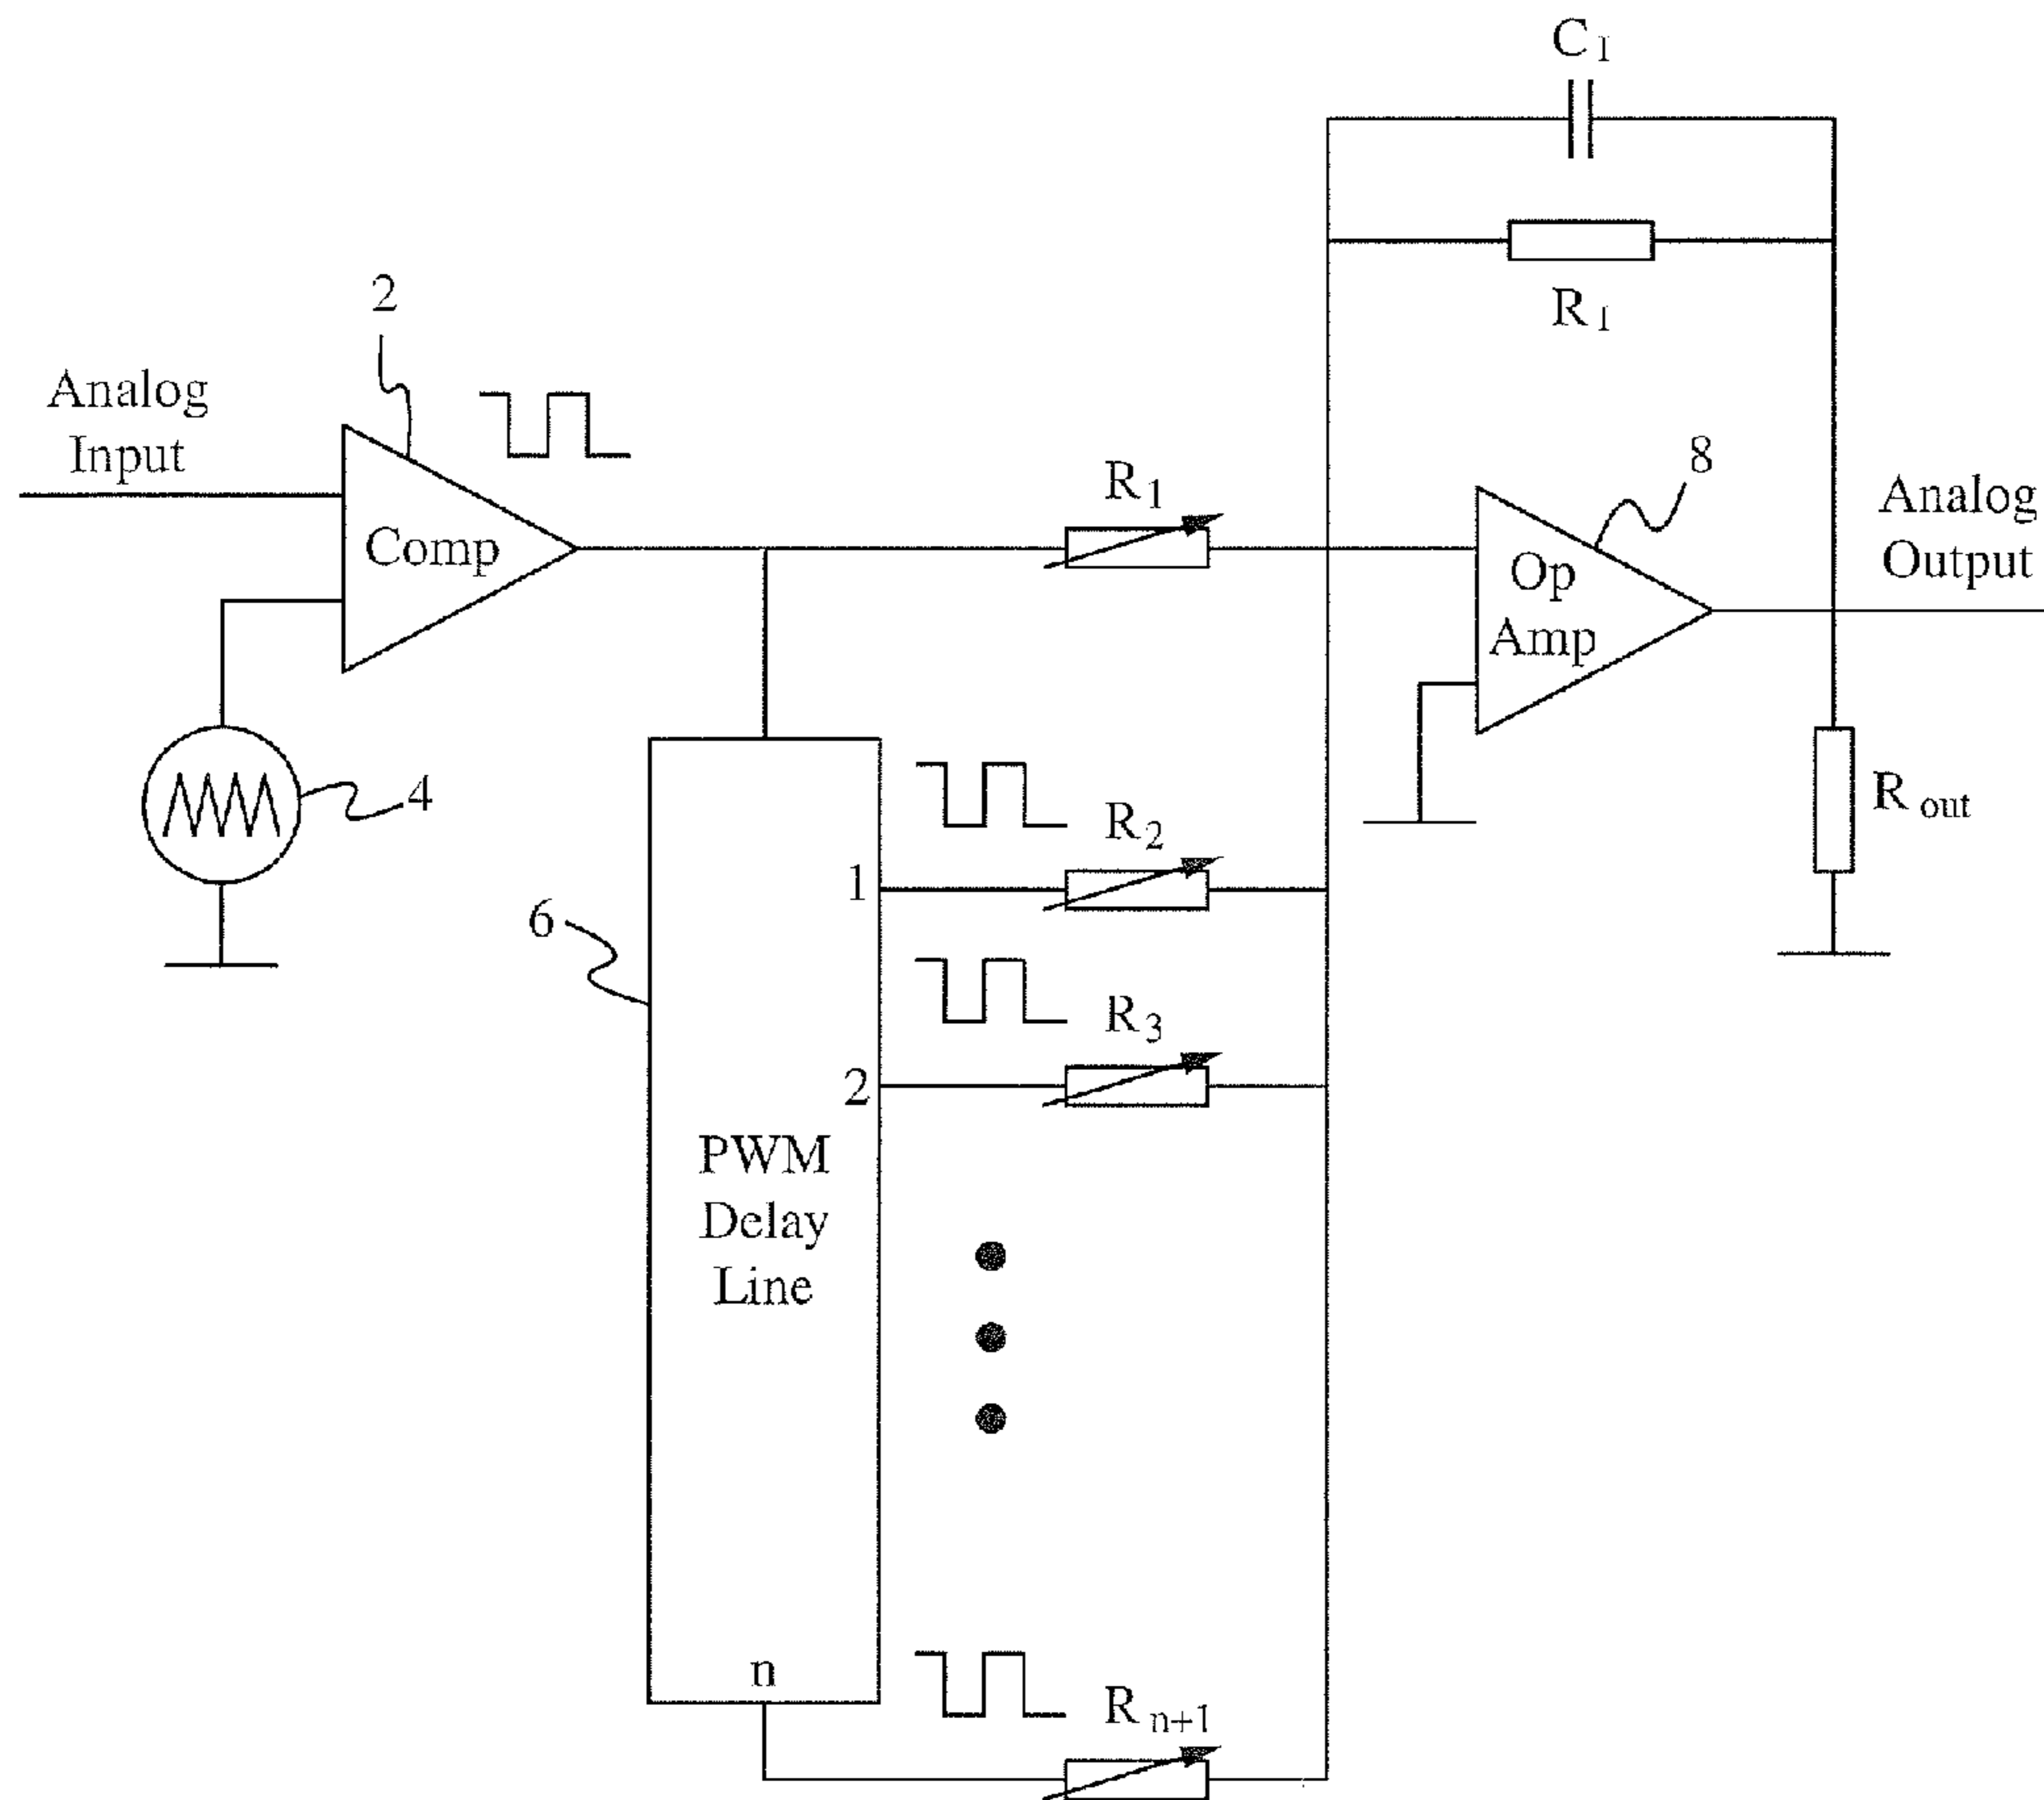 C1
R1
2
Analog
Input
Comp
R1
8
Analog
Output
Op
Amp
4
R2
Rout
1
6
R3
2
PWM
Delay
Line
n
Rn+1